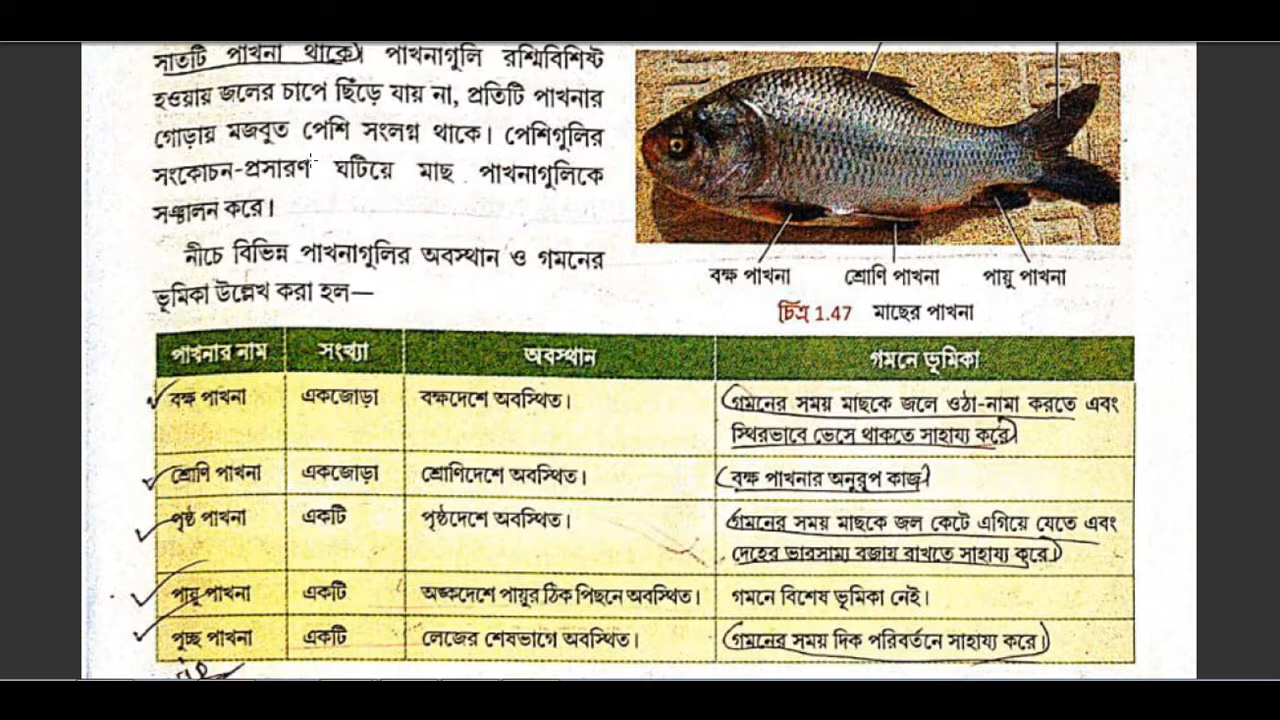 সাতটি পাখনা থাকে। পাখনাগুলি রশ্মিবিশিষ্ট
হওয়ায় জলের চাপে ছিঁড়ে যায় না, প্রতিটি পাখনার
গোড়ায় মজবুত পেশি সংলগ্ন থাকে। পেশিগুলির
সংকোচন-প্রসারণ ঘটিয়ে মাছ পাখনাগুলিকে
সঞ্চালন করে।
নীচে বিভিন্ন পাখনাগুলির অবস্থান ও গমনের
ভূমিকা উল্লেখ করা হল—
বক্ষ পাখনা শ্রোণি পাখনা পায়ু পাখনা
চিত্র 1.47 মাছের পাখনা
পাখনার নাম সংখ্যা অবস্থান গমনে ভূমিকা
বক্ষ পাখনা একজোড়া বক্ষদেশে অবস্থিত। গমনের সময় মাছকে জলে ওঠা-নামা করতে এবং
স্থিরভাবে ভেসে থাকতে সাহায্য করে।
শ্রোণি পাখনা একজোড়া শ্রোণিদেশে অবস্থিত। বক্ষ পাখনার অনুরূপ কাজ।
পৃষ্ঠ পাখনা একটি পৃষ্ঠদেশে অবস্থিত। গমনের সময় মাছকে জল কেটে এগিয়ে যেতে এবং
দেহের ভারসাম্য বজায় রাখতে সাহায্য করে।
পায়ু পাখনা একটি অঙ্কদেশে পায়ুর ঠিক পিছনে অবস্থিত। গমনে বিশেষ ভূমিকা নেই।
পুচ্ছ পাখনা একটি লেজের শেষভাগে অবস্থিত। গমনের সময় দিক পরিবর্তনে সাহায্য করে।